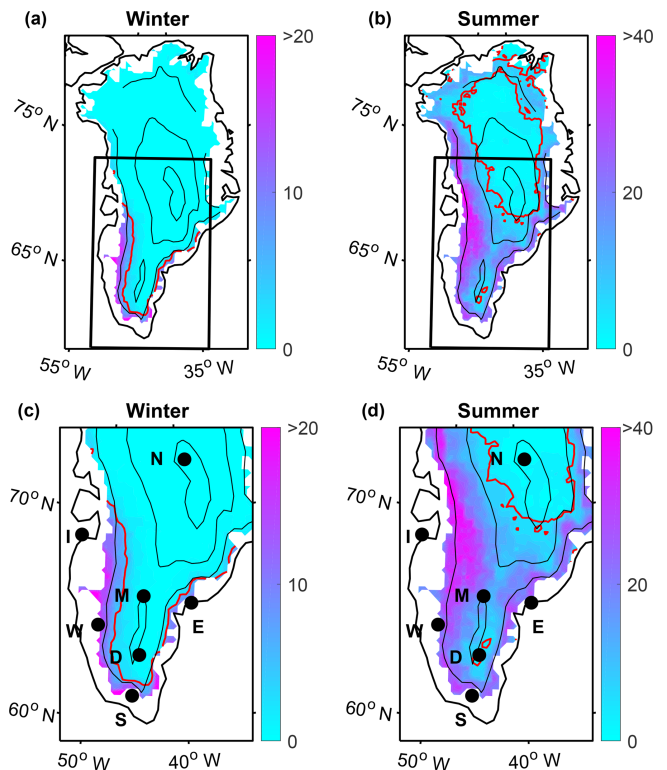 (a)
Winter
>20
10
0
75° N
65° N
55° W
35° W
(b)
Summer
>40
20
0
75° N
65° N
55° W
35° W
(c)
Winter
>20
10
0
70° N
60° N
50° W
40° W
N
I
M
W
E
D
S
(d)
Summer
>40
20
0
70° N
60° N
50° W
40° W
N
I
M
W
E
D
S